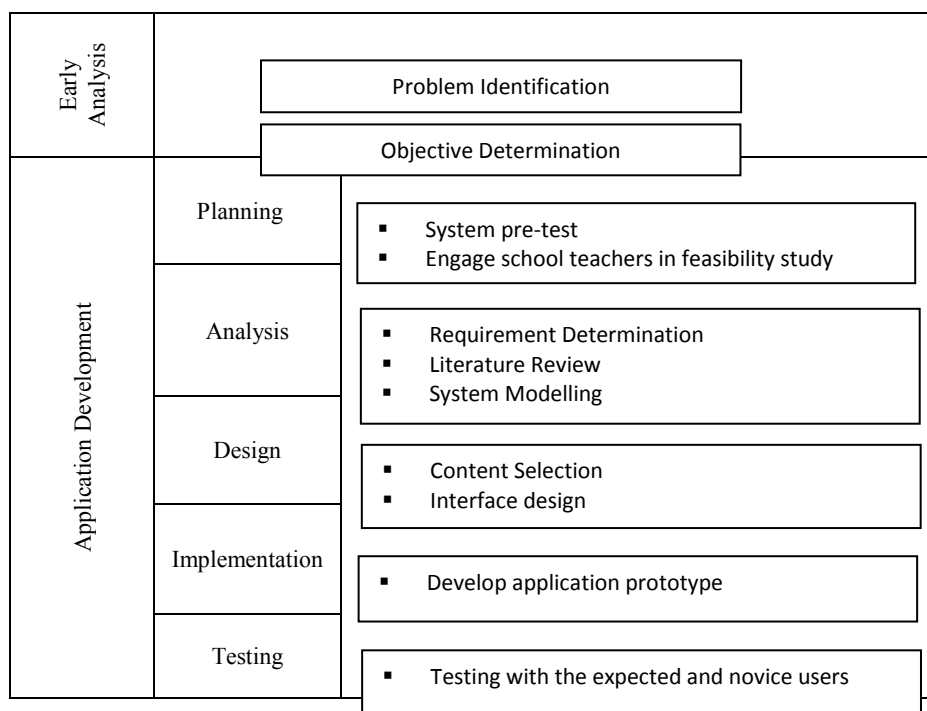 Early
Analysis
Problem Identification
Objective Determination
Application Development
Planning
▪ System pre-test
▪ Engage school teachers in feasibility study
Analysis
▪ Requirement Determination
▪ Literature Review
▪ System Modelling
Design
▪ Content Selection
▪ Interface design
Implementation
▪ Develop application prototype
Testing
▪ Testing with the expected and novice users